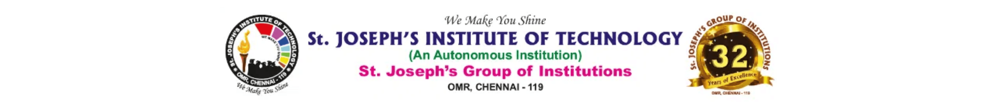 St. JOSEPH'S INSTITUTE OF TECHNOLOGY
WE MAKE YOU SHINE
OMR, CHENNAI - 119
We Make You Shine
We Make You Shine
St. JOSEPH'S INSTITUTE OF TECHNOLOGY
(An Autonomous Institution)
St. Joseph's Group of Institutions
OMR, CHENNAI - 119
St. JOSEPH'S GROUP OF INSTITUTIONS
32
Years of Excellence
OMR, CHENNAI - 119